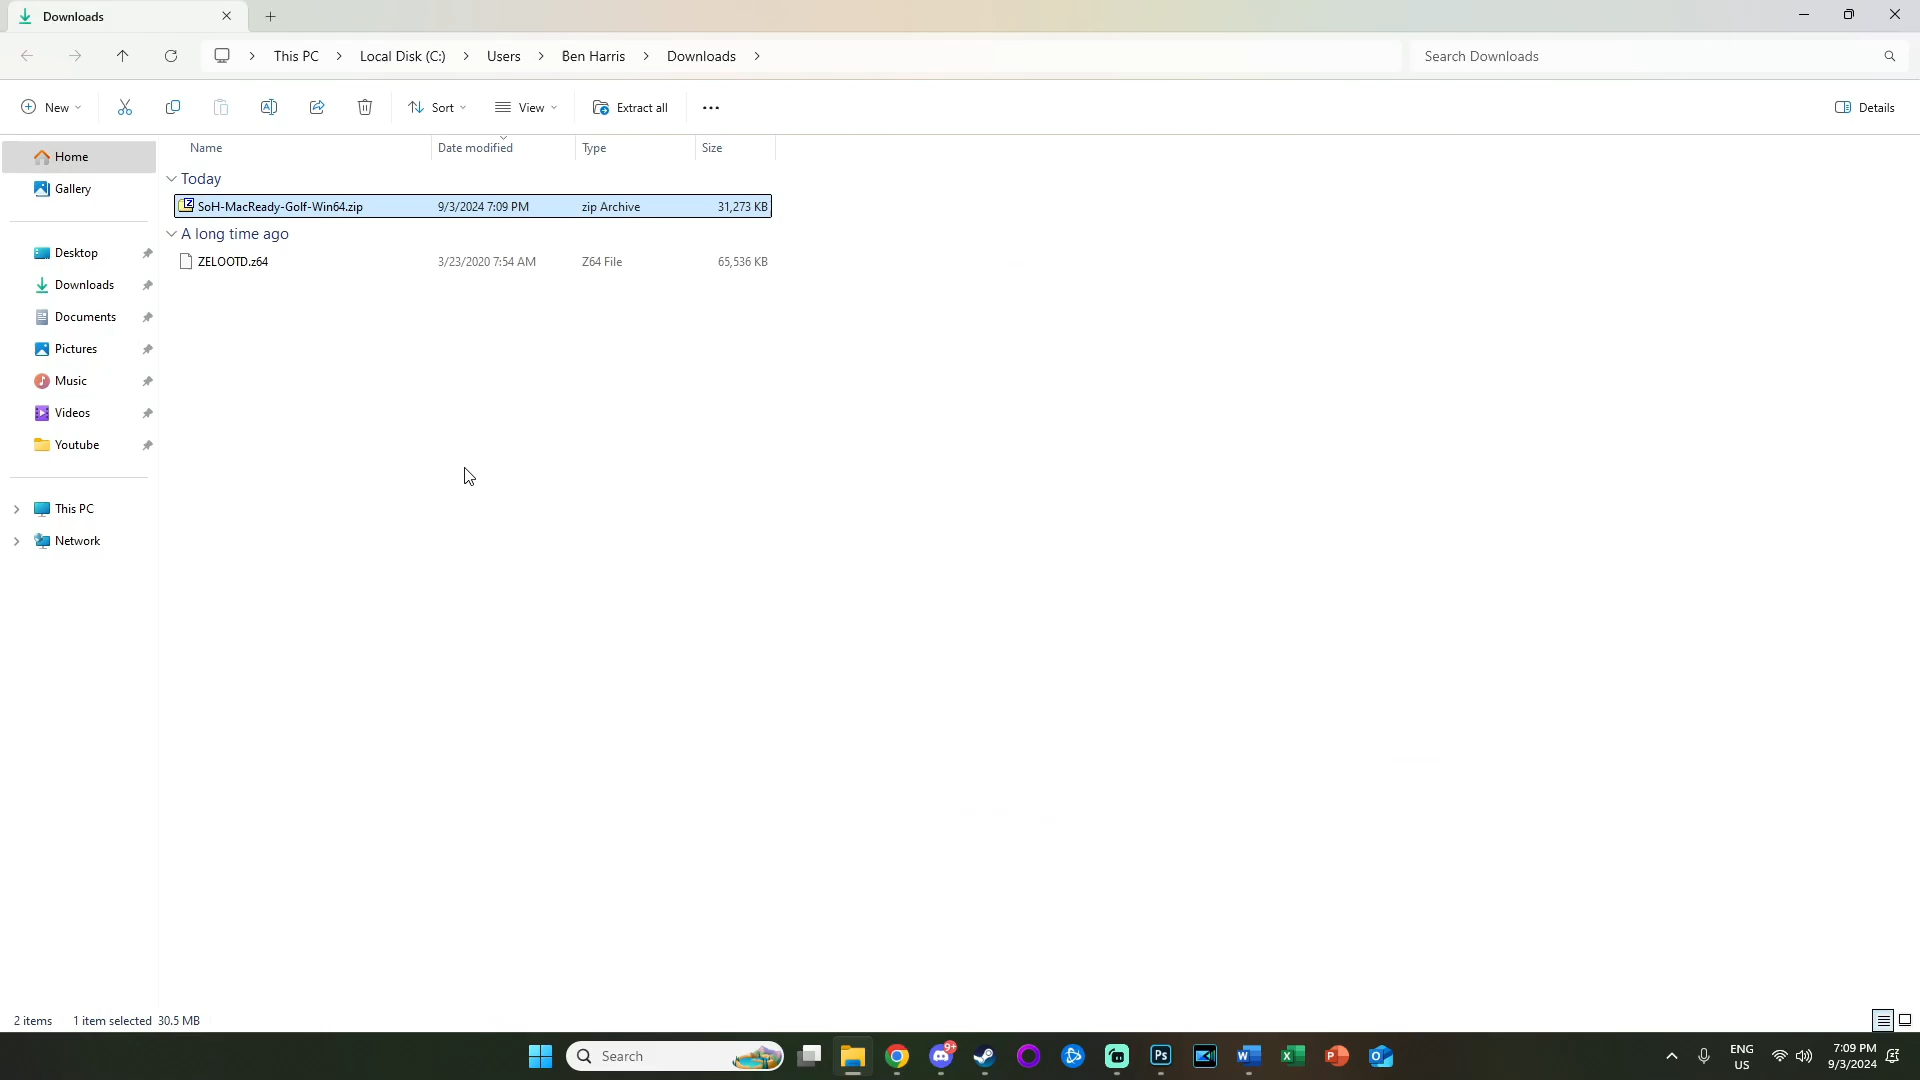 Downloads
This PC > Local Disk (C:) > Users > Ben Harris > Downloads >
Search Downloads
New
Sort
View
Extract all
Details
Home
Gallery
Desktop
Downloads
Documents
Pictures
Music
Videos
Youtube
This PC
Network
Name Date modified Type Size
Today
SoH-MacReady-Golf-Win64.zip 9/3/2024 7:09 PM zip Archive 31,273 KB
A long time ago
ZELOOTD.z64 3/23/2020 7:54 AM Z64 File 65,536 KB
2 items 1 item selected 30.5 MB
Search
9+
Ps
ENG
US
7:09 PM
9/3/2024